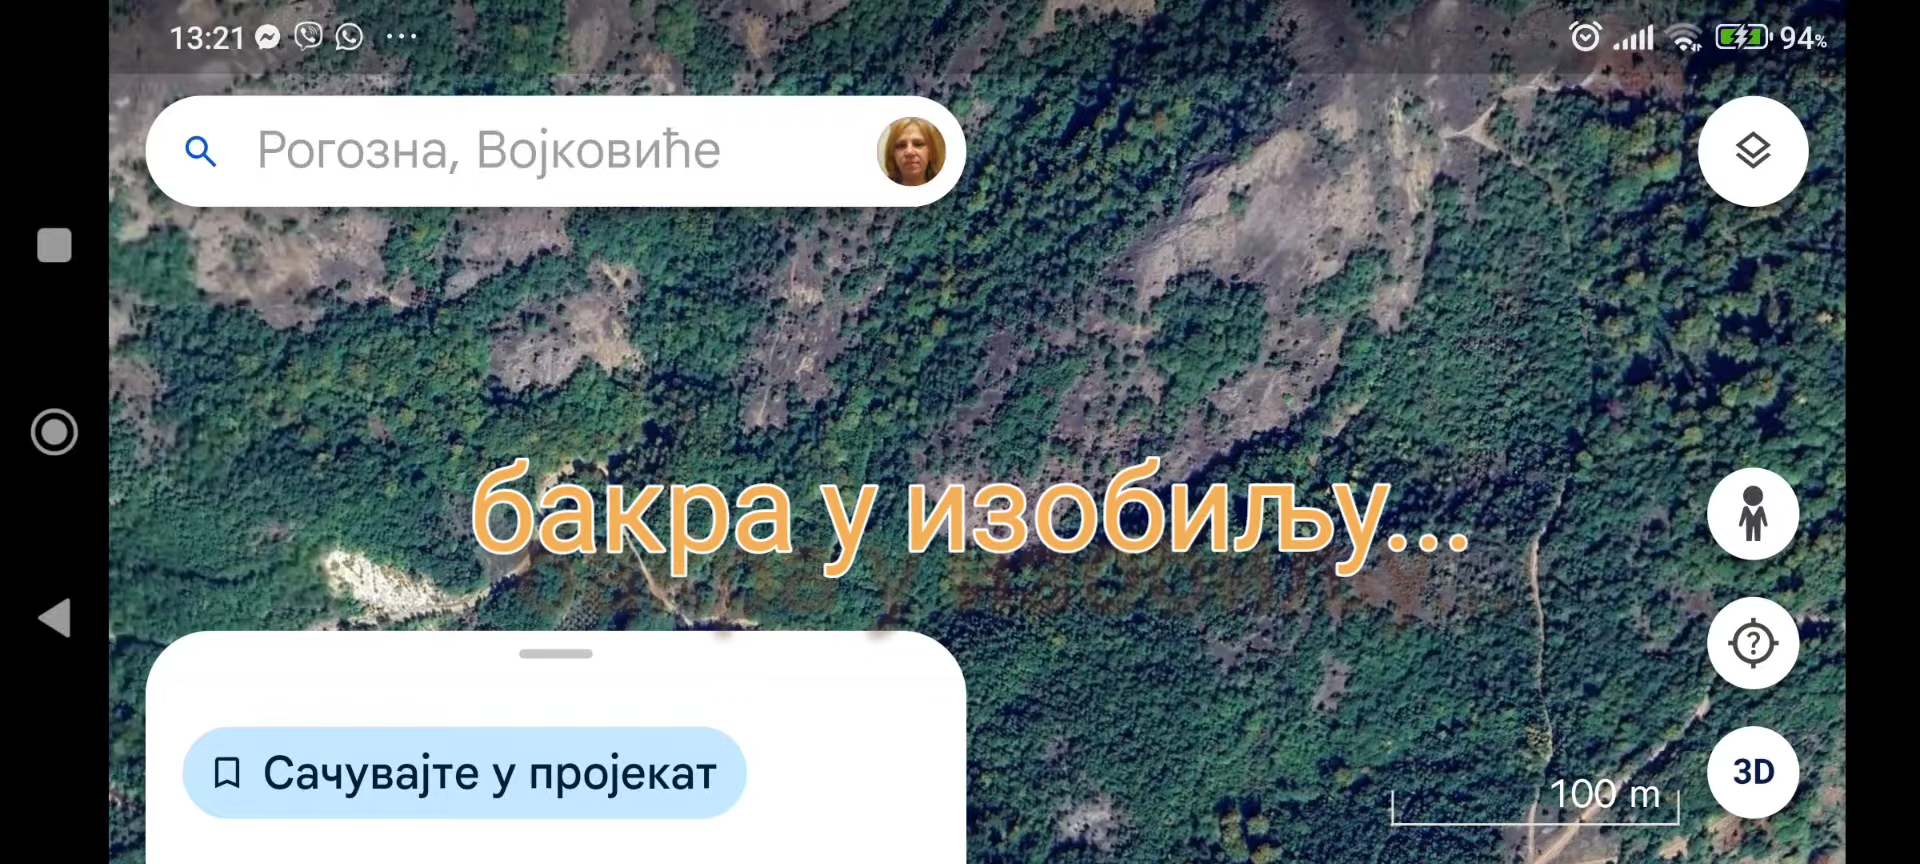 13:21
94%
Рогозна, Војковиће
бакра у изобиљу...
Сачувајте у пројекат
3D
100 m